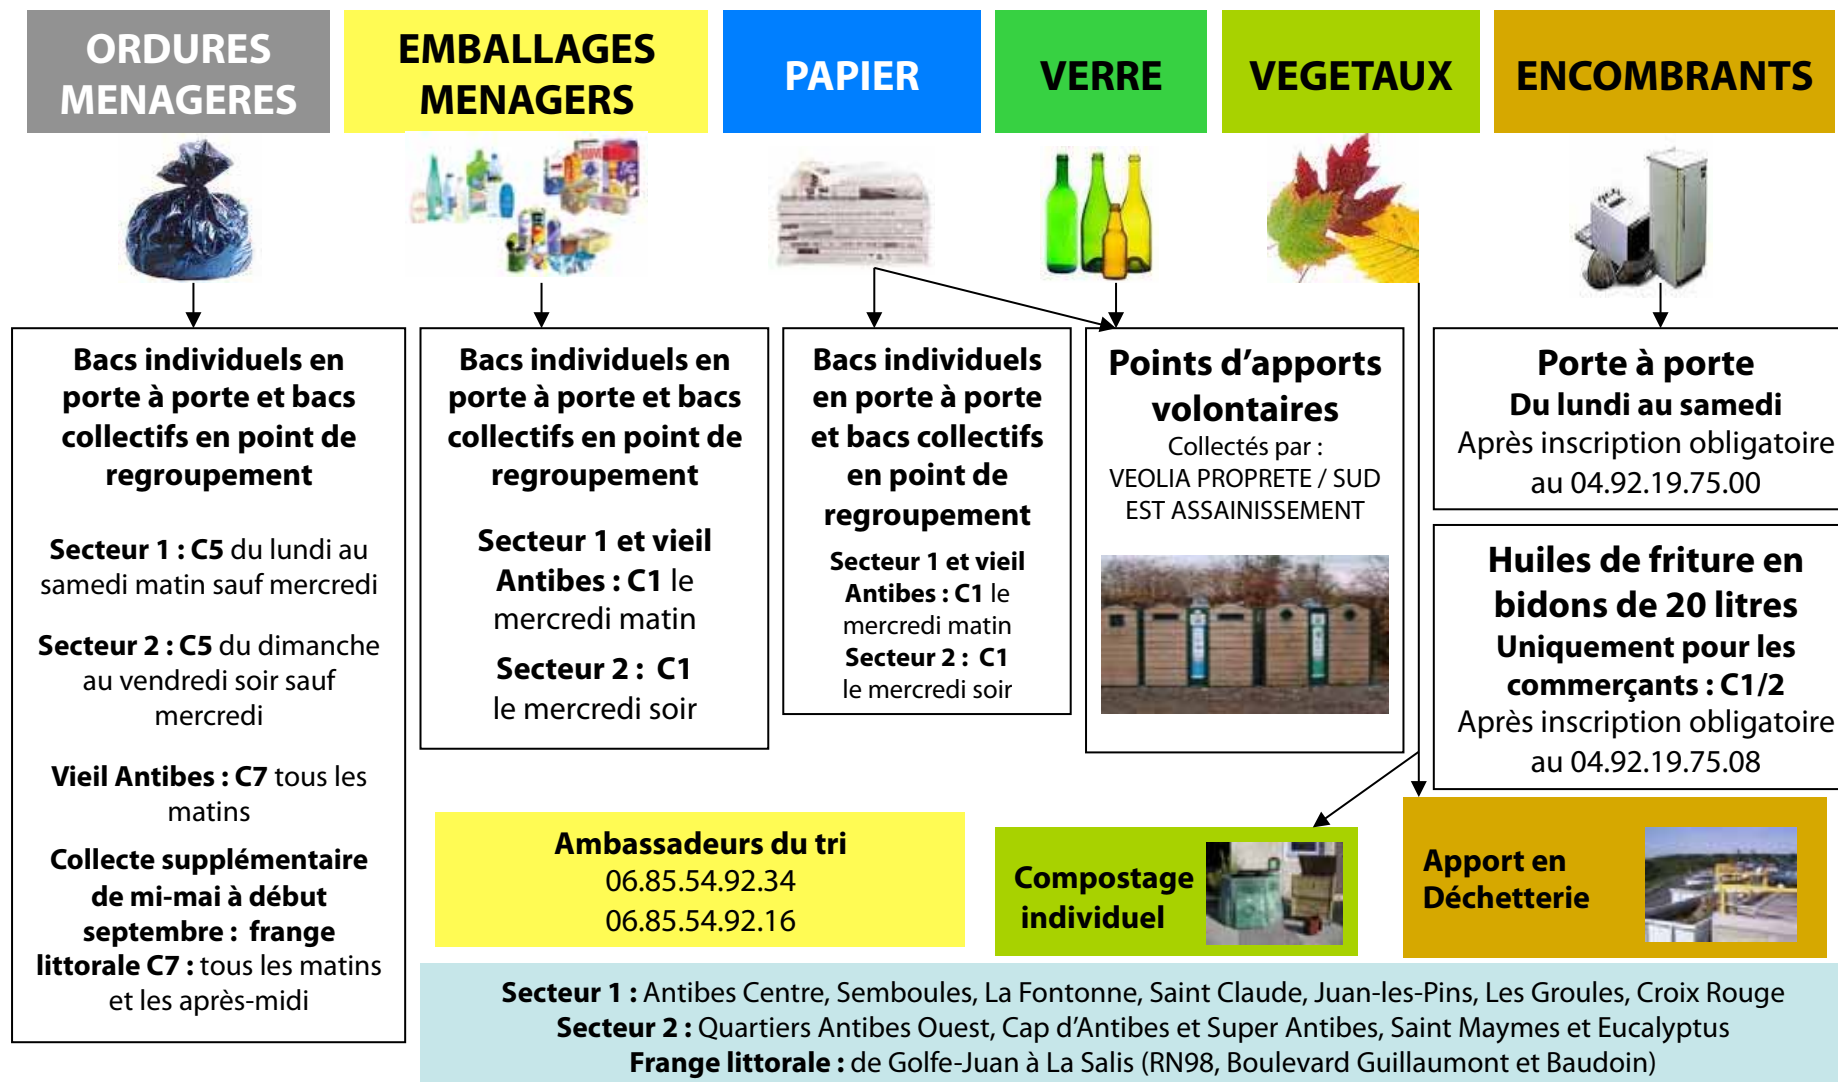 ORDURES
MENAGERES
EMBALLAGES
MENAGERS
PAPIER
VERRE
VEGETAUX
ENCOMBRANTS
Bacs individuels en
porte à porte et bacs
collectifs en point de
regroupement
Secteur 1 : C5 du lundi au
samedi matin sauf mercredi
Secteur 2 : C5 du dimanche
au vendredi soir sauf
mercredi
Vieil Antibes : C7 tous les
matins
Collecte supplémentaire
de mi-mai à début
septembre : frange
littorale C7 : tous les matins
et les après-midi
Bacs individuels en
porte à porte et bacs
collectifs en point de
regroupement
Secteur 1 et vieil
Antibes : C1 le
mercredi matin
Secteur 2 : C1
le mercredi soir
Bacs individuels
en porte à porte
et bacs collectifs
en point de
regroupement
Secteur 1 et vieil
Antibes : C1 le
mercredi matin
Secteur 2 : C1
le mercredi soir
Points d'apports
volontaires
Collectés par :
VEOLIA PROPRETE / SUD
EST ASSAINISSEMENT
Porte à porte
Du lundi au samedi
Après inscription obligatoire
au 04.92.19.75.00
Huiles de friture en
bidons de 20 litres
Uniquement pour les
commerçants : C1/2
Après inscription obligatoire
au 04.92.19.75.08
Ambassadeurs du tri
06.85.54.92.34
06.85.54.92.16
Compostage
individuel
Apport en
Déchetterie
Secteur 1 : Antibes Centre, Semboules, La Fontonne, Saint Claude, Juan-les-Pins, Les Groules, Croix Rouge
Secteur 2 : Quartiers Antibes Ouest, Cap d'Antibes et Super Antibes, Saint Maymes et Eucalyptus
Frange littorale : de Golfe-Juan à La Salis (RN98, Boulevard Guillaumont et Baudoin)